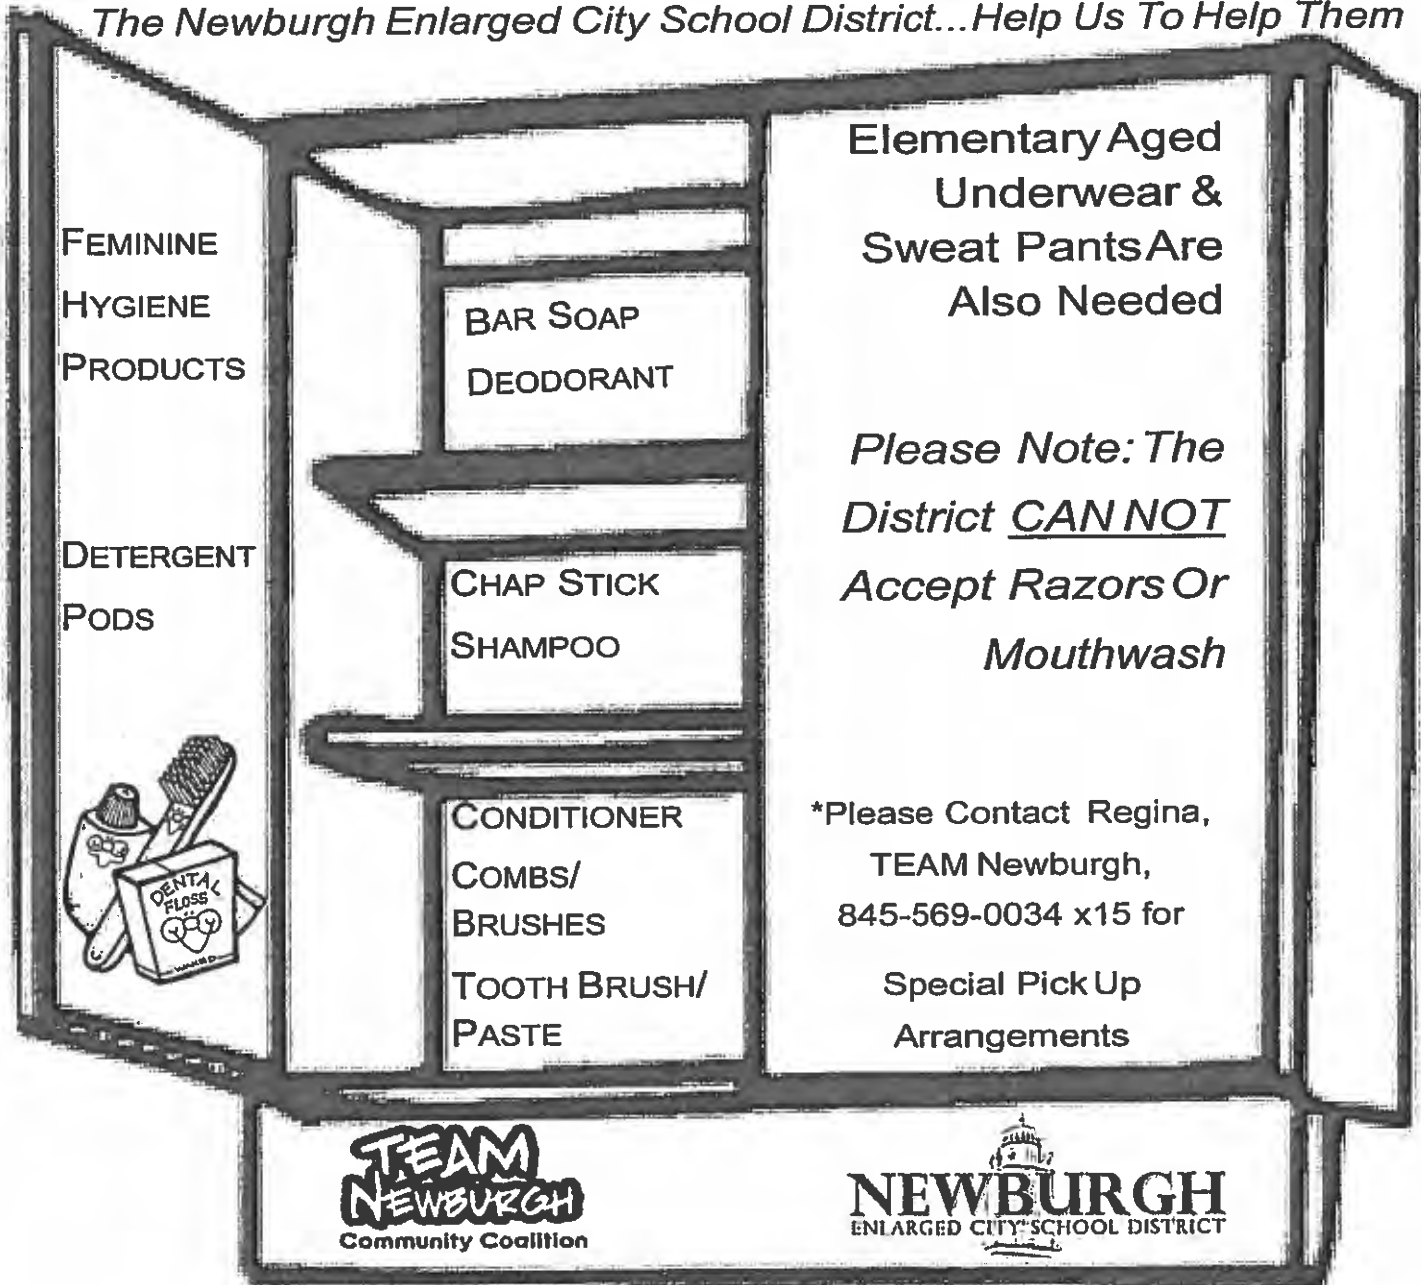 The Newburgh Enlarged City School District...Help Us To Help Them
FEMININE
HYGIENE
PRODUCTS
DETERGENT
PODS
DENTAL
FLOSS
WAXED
BAR SOAP
DEODORANT
CHAP STICK
SHAMPOO
CONDITIONER
COMBS/
BRUSHES
TOOTH BRUSH/
PASTE
Elementary Aged
Underwear &
Sweat Pants Are
Also Needed
Please Note: The
District CAN NOT
Accept Razors Or
Mouthwash
*Please Contact Regina,
TEAM Newburgh,
845-569-0034 x15 for
Special Pick Up
Arrangements
TEAM
NEWBURGH
Community Coalition
NEWBURGH
ENLARGED CITY SCHOOL DISTRICT